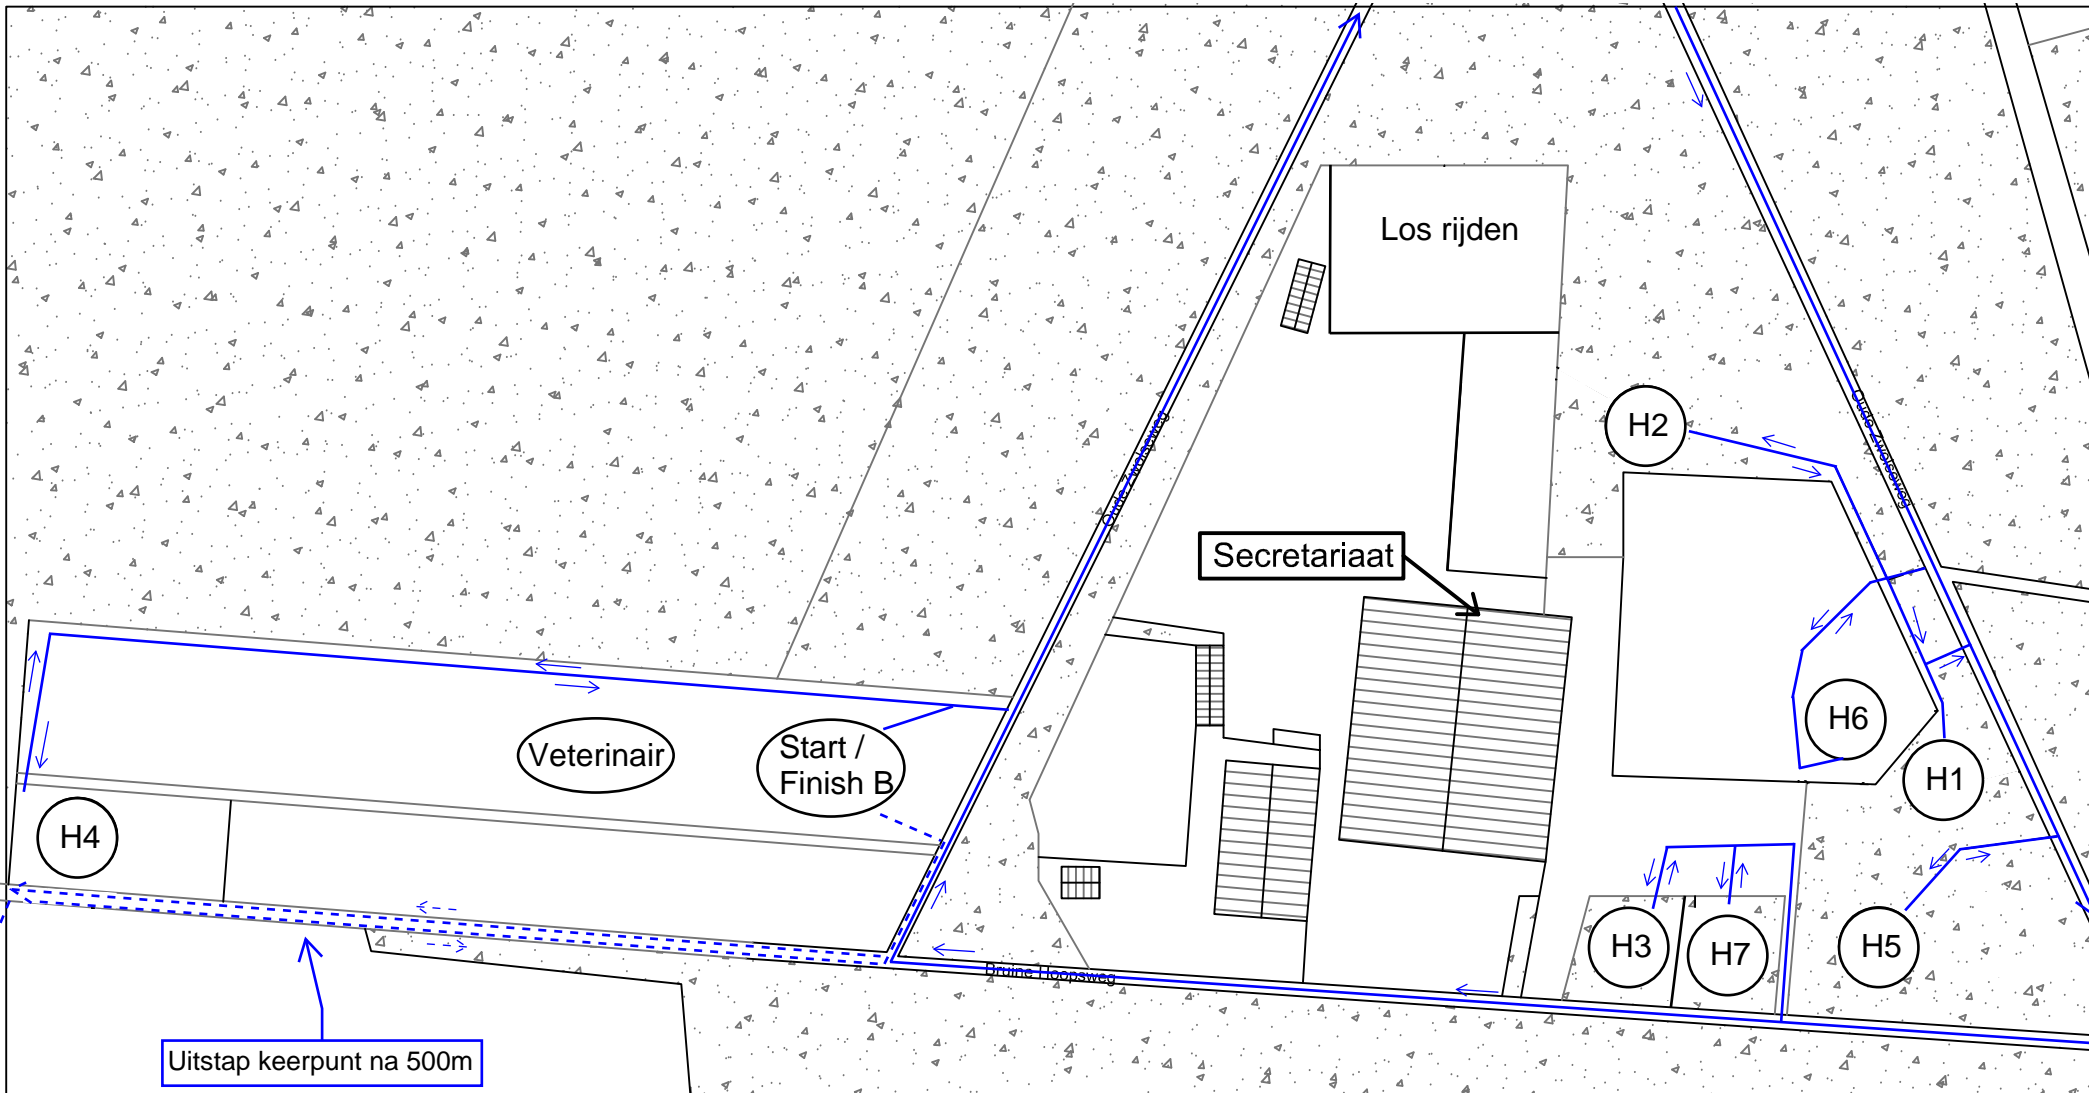 Los rijden
Oude Zwolseweg
Oude Zwolseweg
H2
Secretariaat
H6
Veterinair
Start /
Finish B
H1
H4
H3
H7
H5
Bruine Hoopsweg
Uitstap keerpunt na 500m